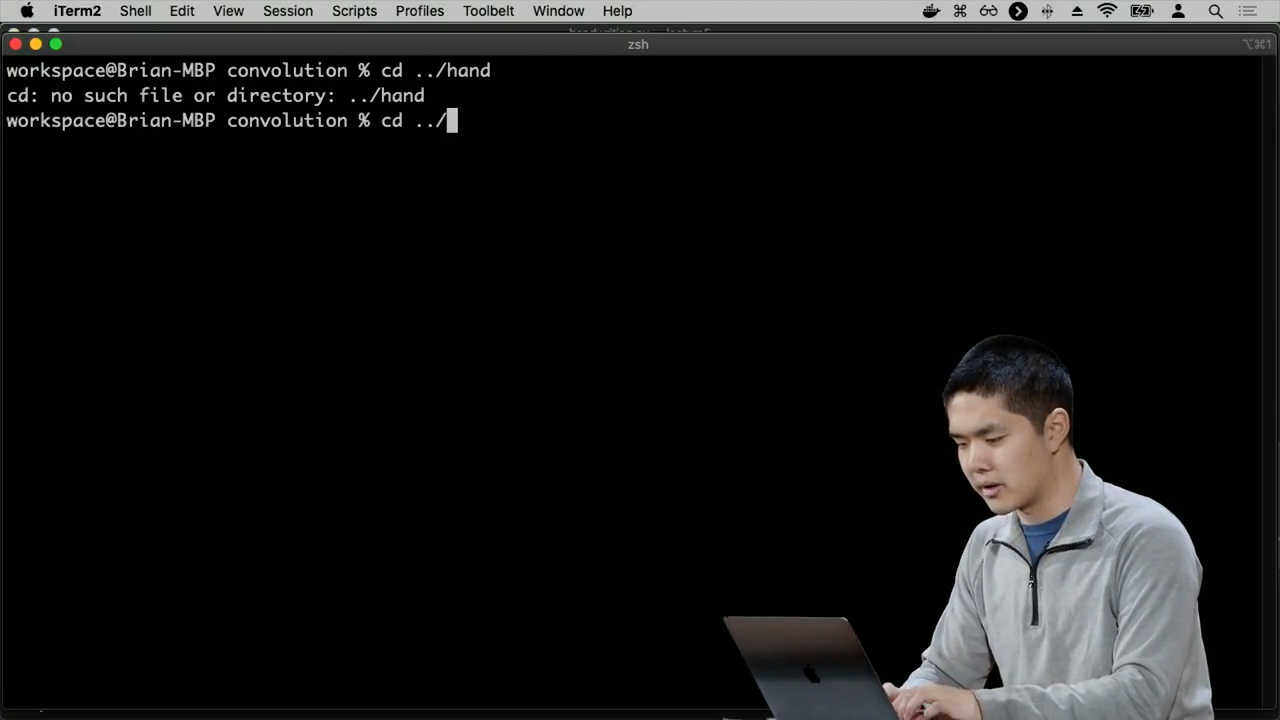 iTerm2 Shell Edit View Session Scripts Profiles Toolbelt Window Help
zsh
⌥⌘1
workspace@Brian-MBP convolution % cd ../hand
cd: no such file or directory: ../hand
workspace@Brian-MBP convolution % cd ../